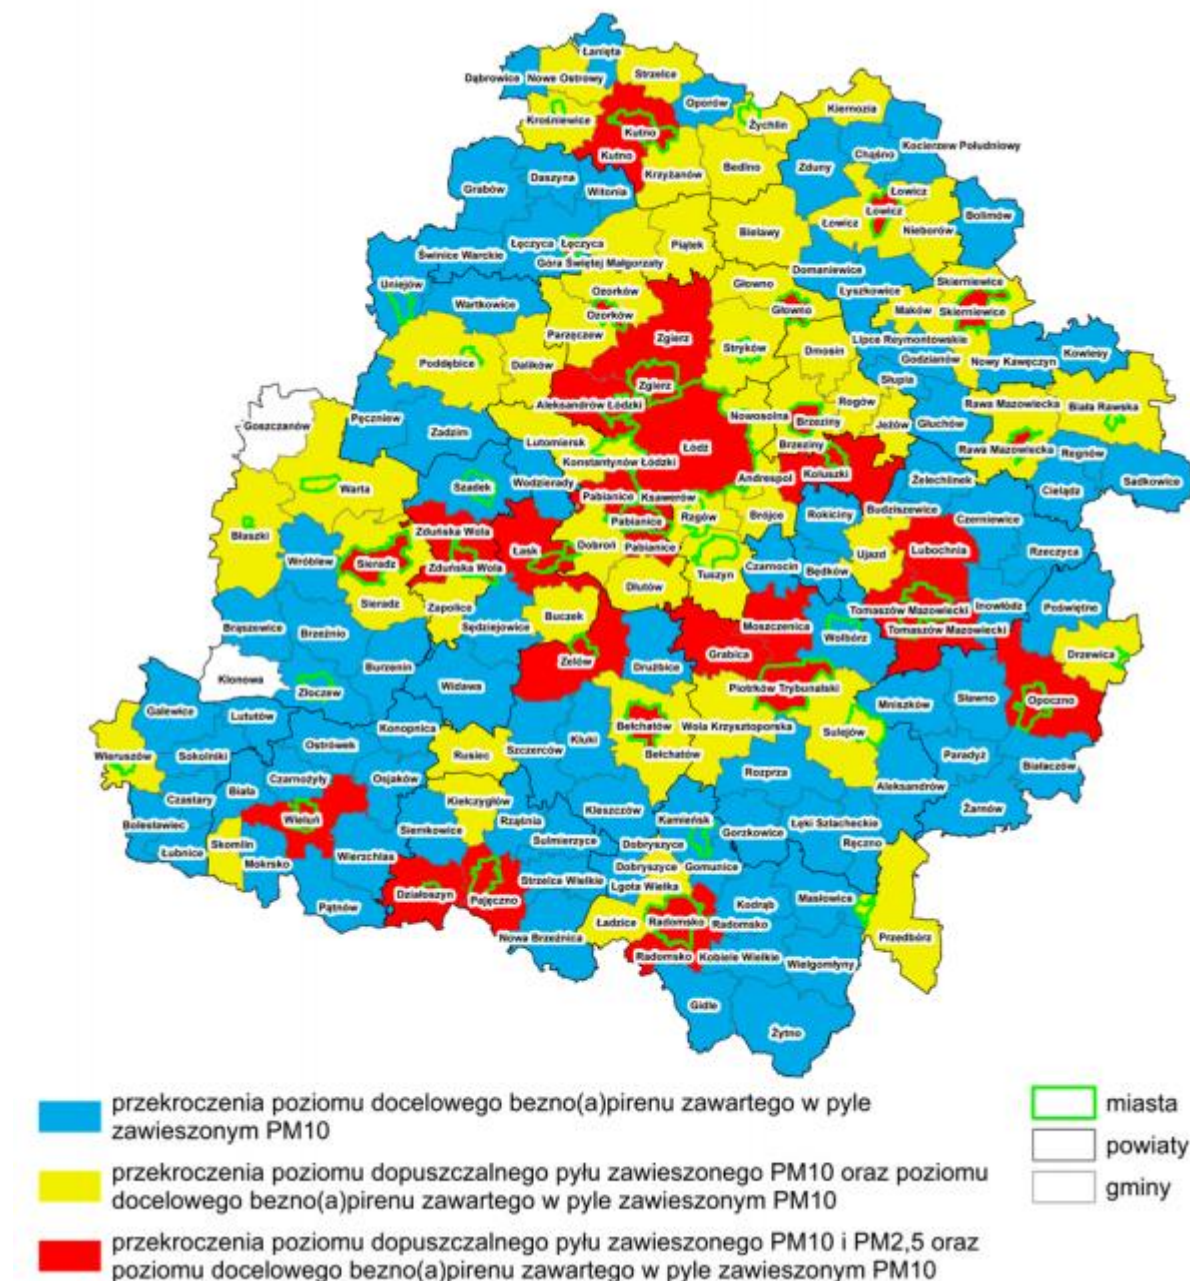 Łanięta
Dąbrowice Nowe Ostrowy Strzelce
Oporów
Krośniewice Kutno Żychlin Kiernozia
Kutno Krzyżanów Bedlno Zduny Chąśno Kocierzew Południowy
Grabów Daszyna Witonia
Łowicz
Łowicz Łowicz Nieborów Bolimów
Świnice Warckie Łęczyca Łęczyca Piątek Bielawy
Góra Świętej Małgorzaty Domaniewice
Uniejów Wartkowice Ozorków Głowno Łyszkowice Skierniewice
Ozorków Głowno Maków Skierniewice
Parzęczew Zgierz Stryków Dmosin Lipce Reymontowskie
Poddębice Dalików Godzianów Nowy Kawęczyn Kowiesy
Zgierz Słupia
Goszczanów Pęczniew Aleksandrów Łódzki Nowosolna Rogów Rawa Mazowiecka Biała Rawska
Zadzim Lutomiersk Łódź Brzeziny Jeżów Głuchów
Brzeziny Rawa Mazowiecka Regnów
Konstantynów Łódzki
Warta Szadek Wodzierady Andrespol Koluszki Żelechlinek Cielądz Sadkowice
Pabianice Ksawerów
Błaszki Zduńska Wola Pabianice Rzgów Brójce Rokiciny Budziszewice Czerniewice
Wróblew Sieradz Łask Dobroń Pabianice Ujazd Lubochnia Rzeczyca
Zduńska Wola Tuszyn Czarnocin Będków
Sieradz Zapolice Dłutów
Brąszewice Brzeźnio Sędziejowice Buczek Moszczenica Tomaszów Mazowiecki Inowłódz Poświętne
Wolbórz Tomaszów Mazowiecki
Klonowa Burzenin Widawa Zelów Drużbice Grabica Drzewica
Złoczew Piotrków Trybunalski Opoczno
Galewice Lututów Konopnica Bełchatów Wola Krzysztoporska Mniszków Sławno
Wieruszów Sokolniki Ostrówek Rusiec Szczerców Kluki Bełchatów Sulejów Paradyż Białaczów
Czarnożyły Osjaków Rozprza
Czastary Biała Kiełczygłów Kleszczów Aleksandrów Żarnów
Bolesławiec Wieluń Siemkowice Rząśnia Kamieńsk Gorzkowice Łęki Szlacheckie
Łubnice Skomlin Sulmierzyce Dobryszyce Ręczno
Mokrsko Wierzchlas Dobryszyce Gomunice
Pątnów Działoszyn Pajęczno Strzelce Wielkie Lgota Wielka Kodrąb Masłowice
Ładzice Radomsko Radomsko Przedbórz
Nowa Brzeźnica Radomsko Kobiele Wielkie Wielgomłyny
Gidle
Żytno
przekroczenia poziomu docelowego bezno(a)pirenu zawartego w pyle
zawieszonym PM10
przekroczenia poziomu dopuszczalnego pyłu zawieszonego PM10 oraz poziomu
docelowego bezno(a)pirenu zawartego w pyle zawieszonym PM10
przekroczenia poziomu dopuszczalnego pyłu zawieszonego PM10 i PM2,5 oraz
poziomu docelowego bezno(a)pirenu zawartego w pyle zawieszonym PM10
miasta
powiaty
gminy